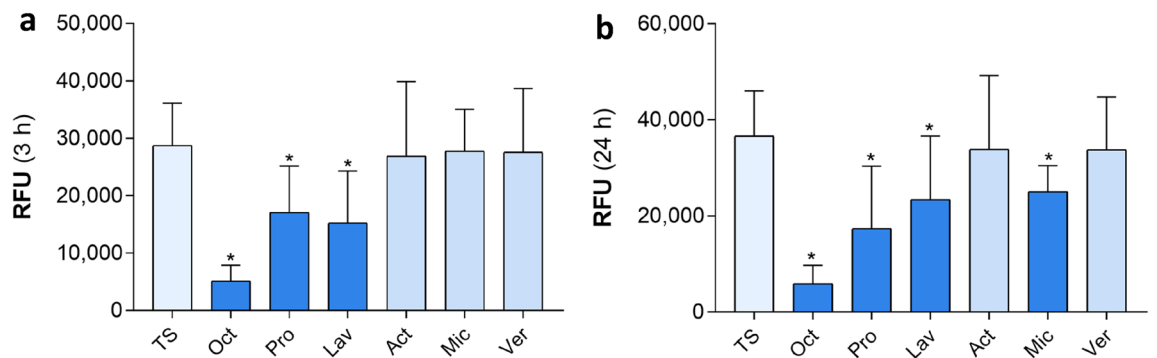 a
50,000
40,000
30,000
20,000
10,000
0
RFU (3 h)
* * *
TS Oct Pro Lav Act Mic Ver
b
60,000
40,000
20,000
0
RFU (24 h)
* * * *
TS Oct Pro Lav Act Mic Ver